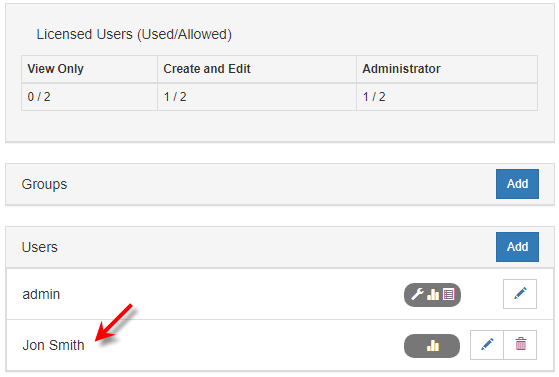 Licensed Users (Used/Allowed)
View Only Create and Edit Administrator
0 / 2 1 / 2 1 / 2
Groups Add
Users Add
admin
Jon Smith